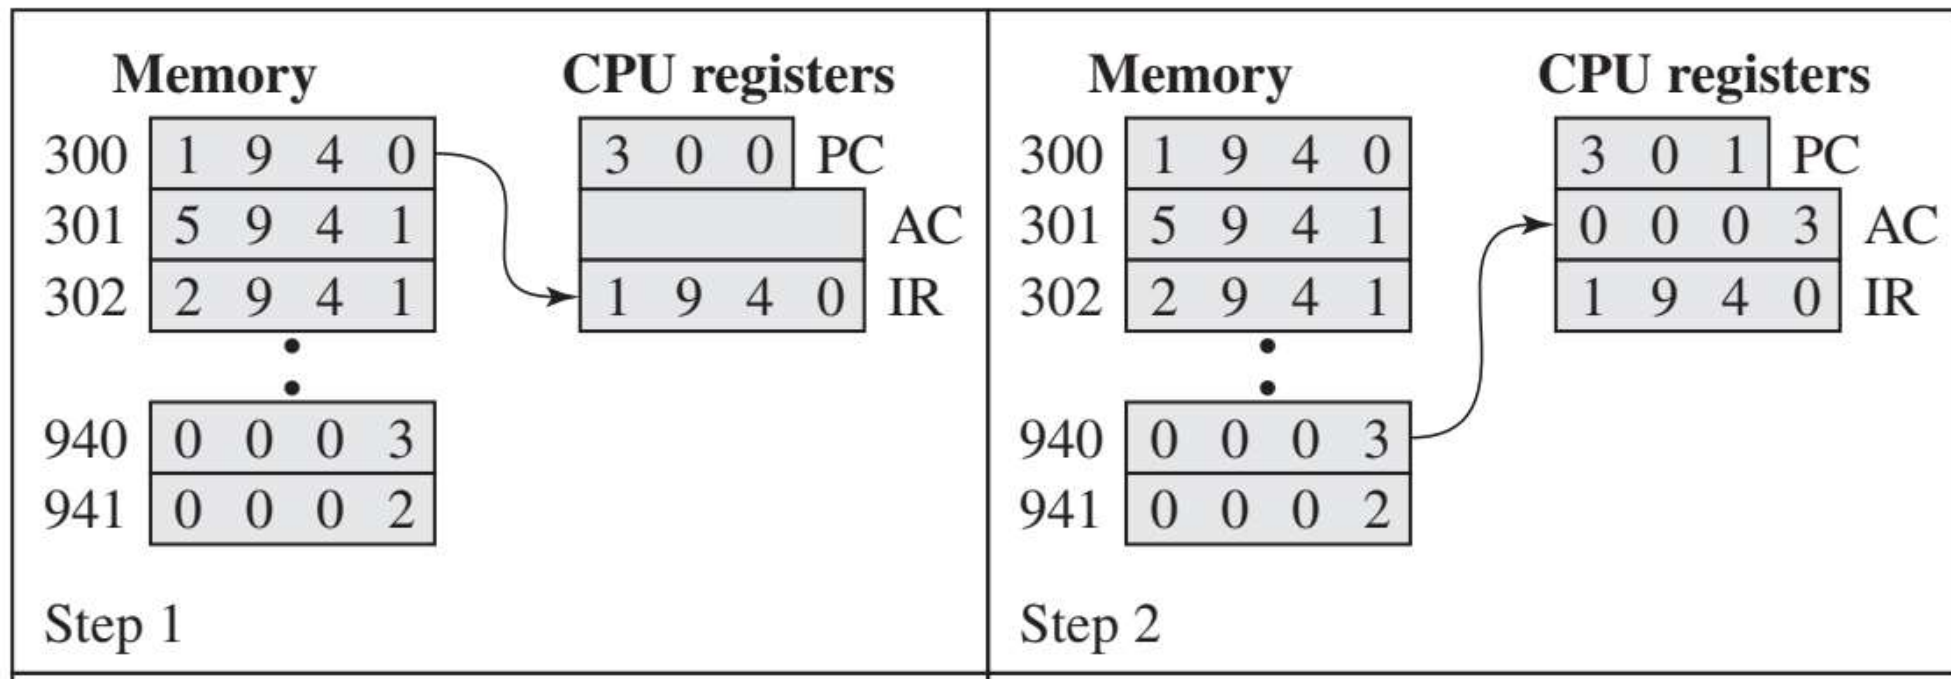 Memory CPU registers
300 1 9 4 0 3 0 0 PC
301 5 9 4 1 AC
302 2 9 4 1 1 9 4 0 IR
940 0 0 0 3
941 0 0 0 2
Step 1
Memory CPU registers
300 1 9 4 0 3 0 1 PC
301 5 9 4 1 0 0 0 3 AC
302 2 9 4 1 1 9 4 0 IR
940 0 0 0 3
941 0 0 0 2
Step 2